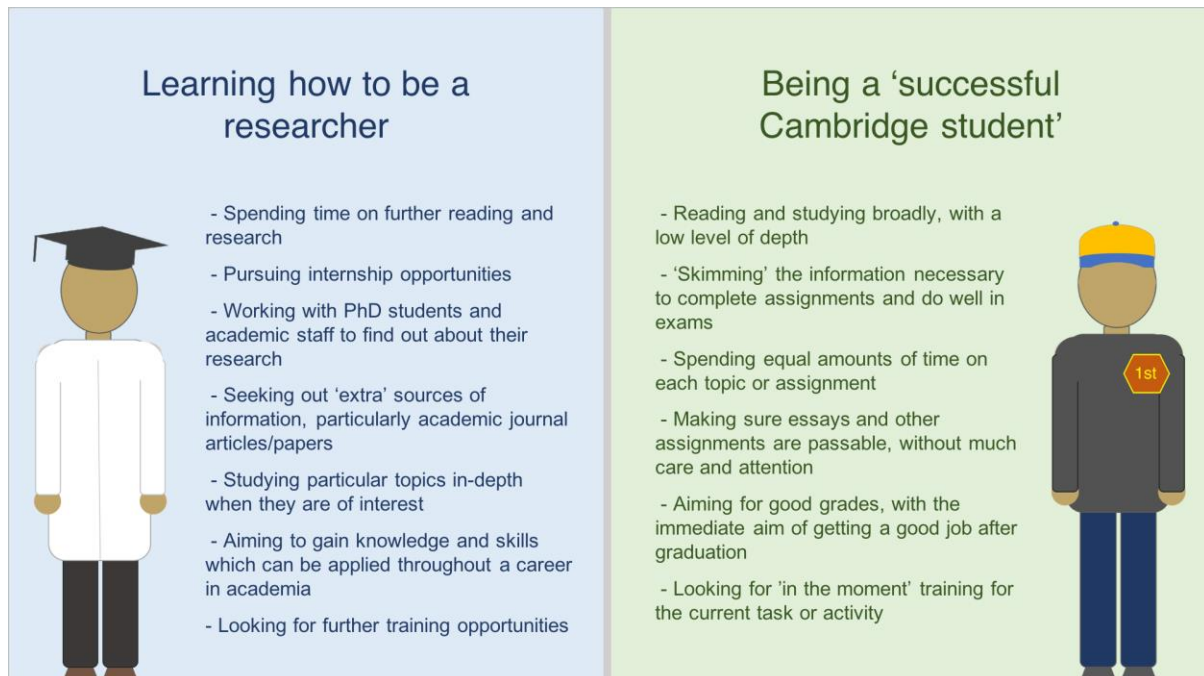 Learning how to be a
researcher
- Spending time on further reading and
research
- Pursuing internship opportunities
- Working with PhD students and
academic staff to find out about their
research
- Seeking out ‘extra’ sources of
information, particularly academic journal
articles/papers
- Studying particular topics in-depth
when they are of interest
- Aiming to gain knowledge and skills
which can be applied throughout a career
in academia
- Looking for further training opportunities
Being a ‘successful
Cambridge student’
- Reading and studying broadly, with a
low level of depth
- ‘Skimming’ the information necessary
to complete assignments and do well in
exams
- Spending equal amounts of time on
each topic or assignment
- Making sure essays and other
assignments are passable, without much
care and attention
- Aiming for good grades, with the
immediate aim of getting a good job after
graduation
- Looking for ’in the moment’ training for
the current task or activity
1st